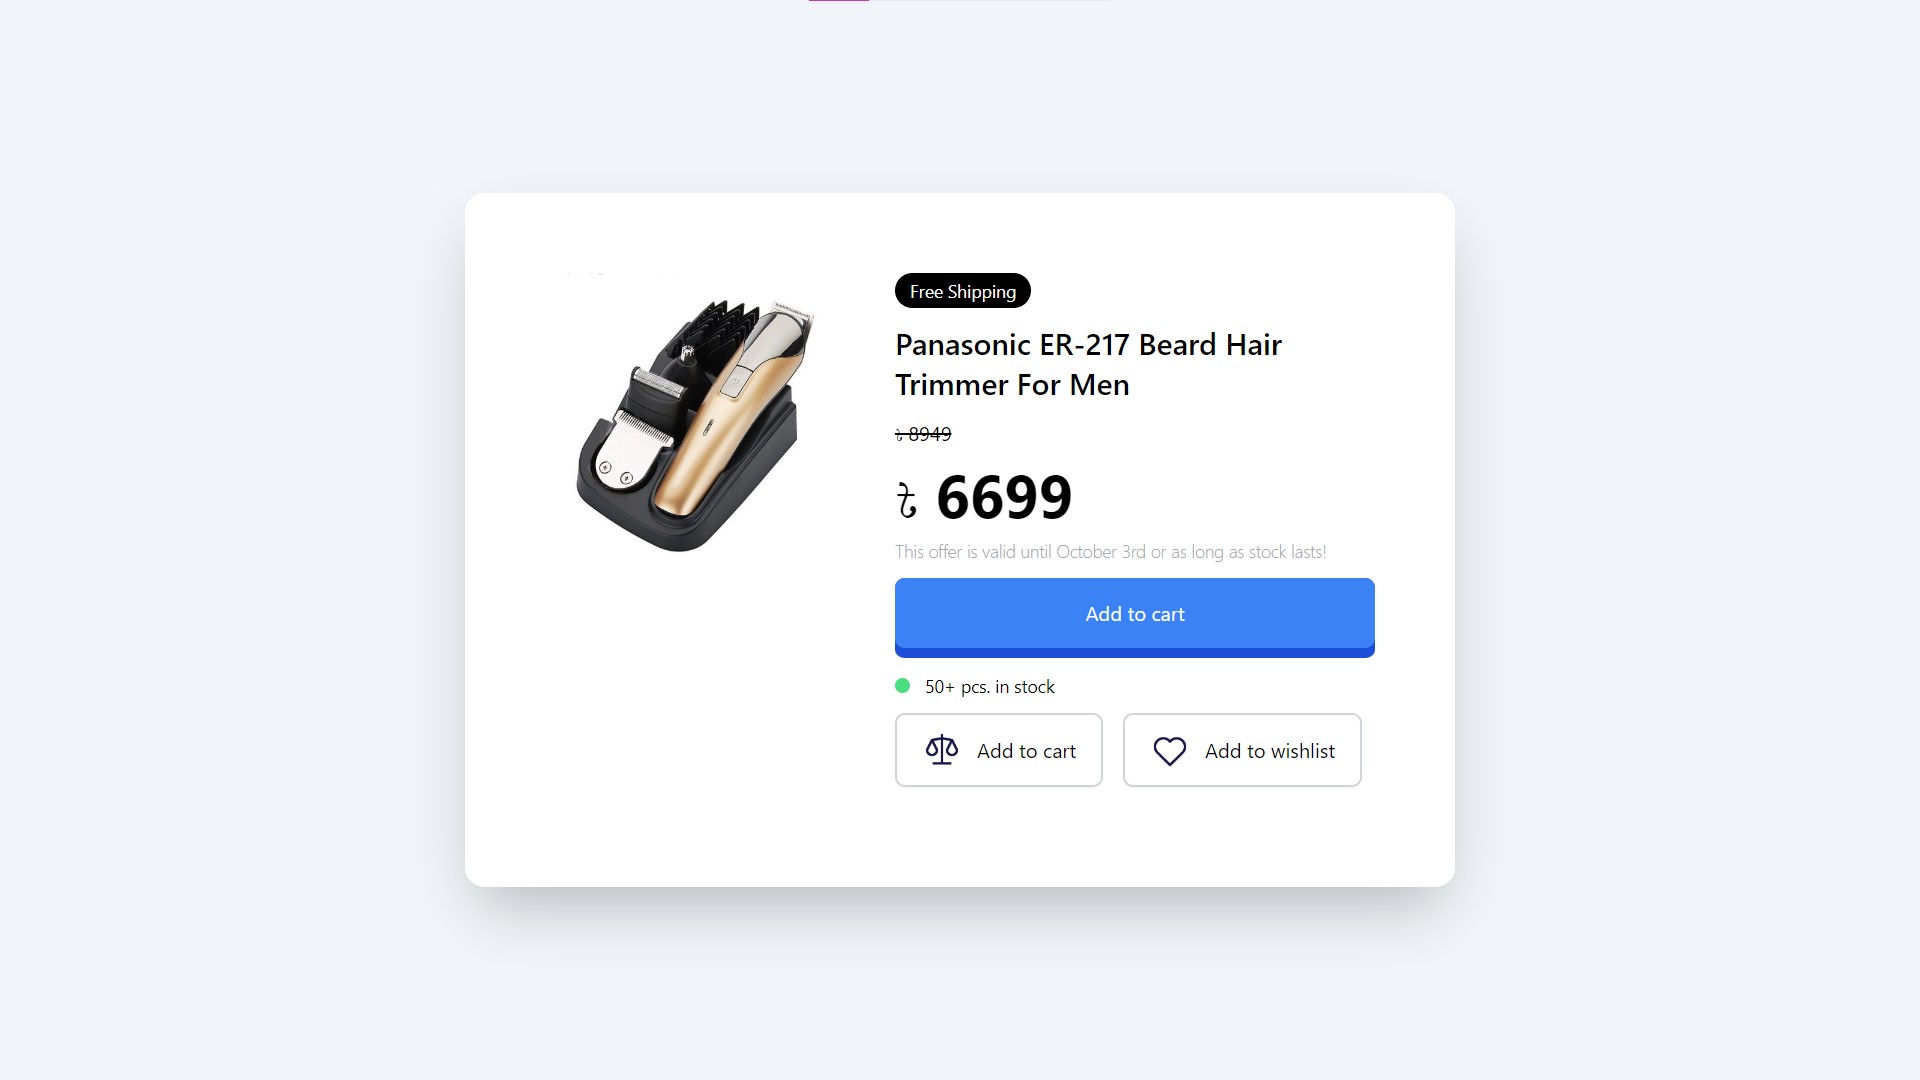 Free Shipping
Panasonic ER-217 Beard Hair
Trimmer For Men
৳ 8949
৳ 6699
This offer is valid until October 3rd or as long as stock lasts!
Add to cart
50+ pcs. in stock
Add to cart
Add to wishlist